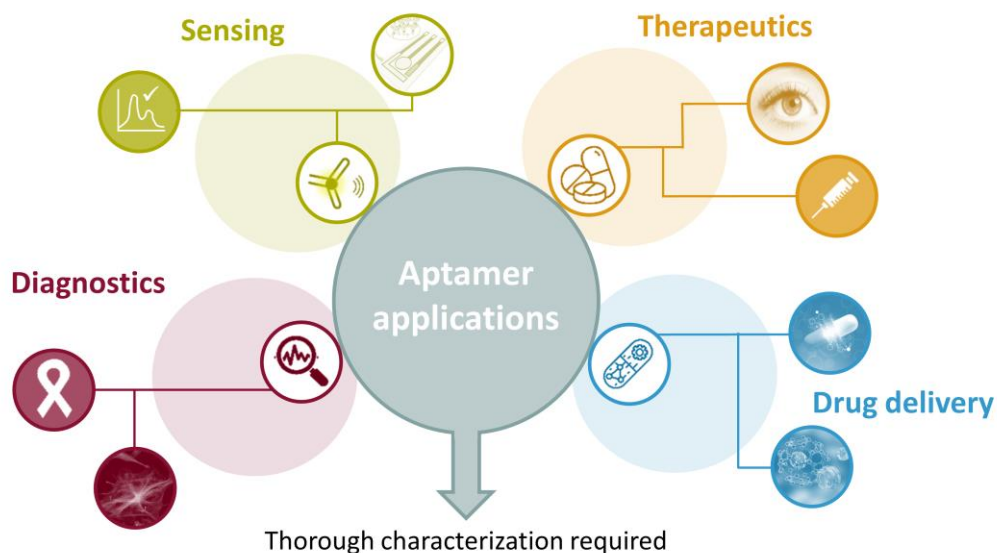 Sensing
Therapeutics
Diagnostics
Aptamer
applications
Drug delivery
Thorough characterization required